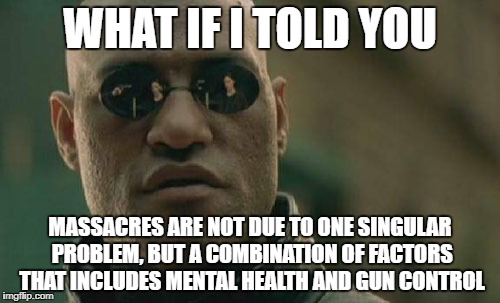 WHAT IF I TOLD YOU
MASSACRES ARE NOT DUE TO ONE SINGULAR
PROBLEM, BUT A COMBINATION OF FACTORS
THAT INCLUDES MENTAL HEALTH AND GUN CONTROL
imgflip.com